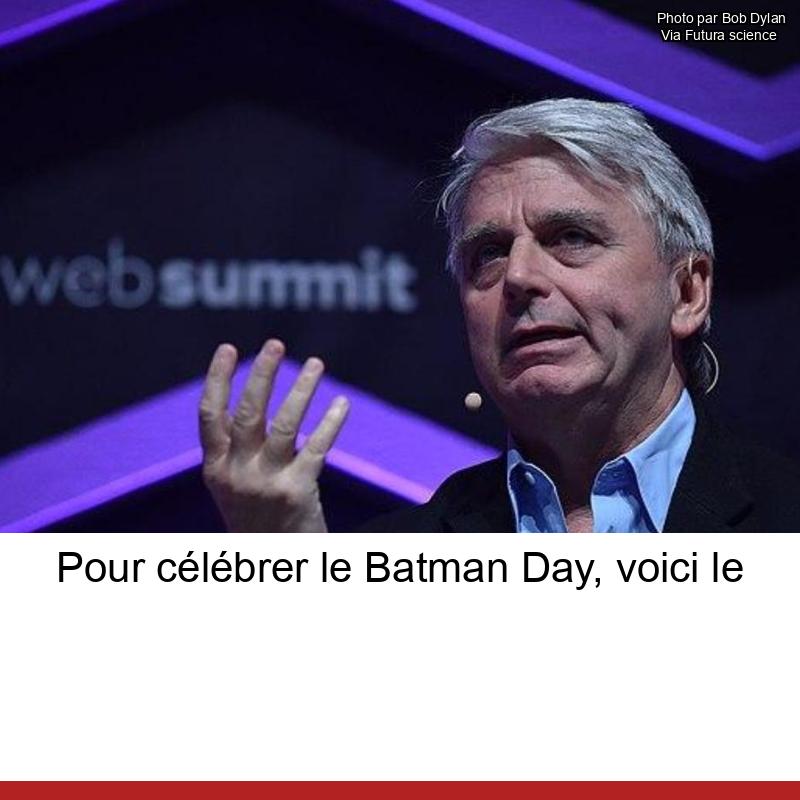 Photo par Bob Dylan
Via Futura science
websummit
Pour célébrer le Batman Day, voici le